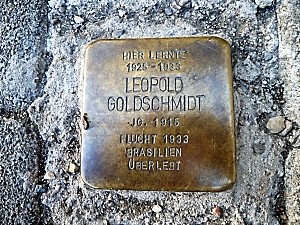 HIER LERNTE
1925 - 1933
LEOPOLD
GOLDSCHMIDT
JG. 1915
FLUCHT 1933
BRASILIEN
ÜBERLEBT